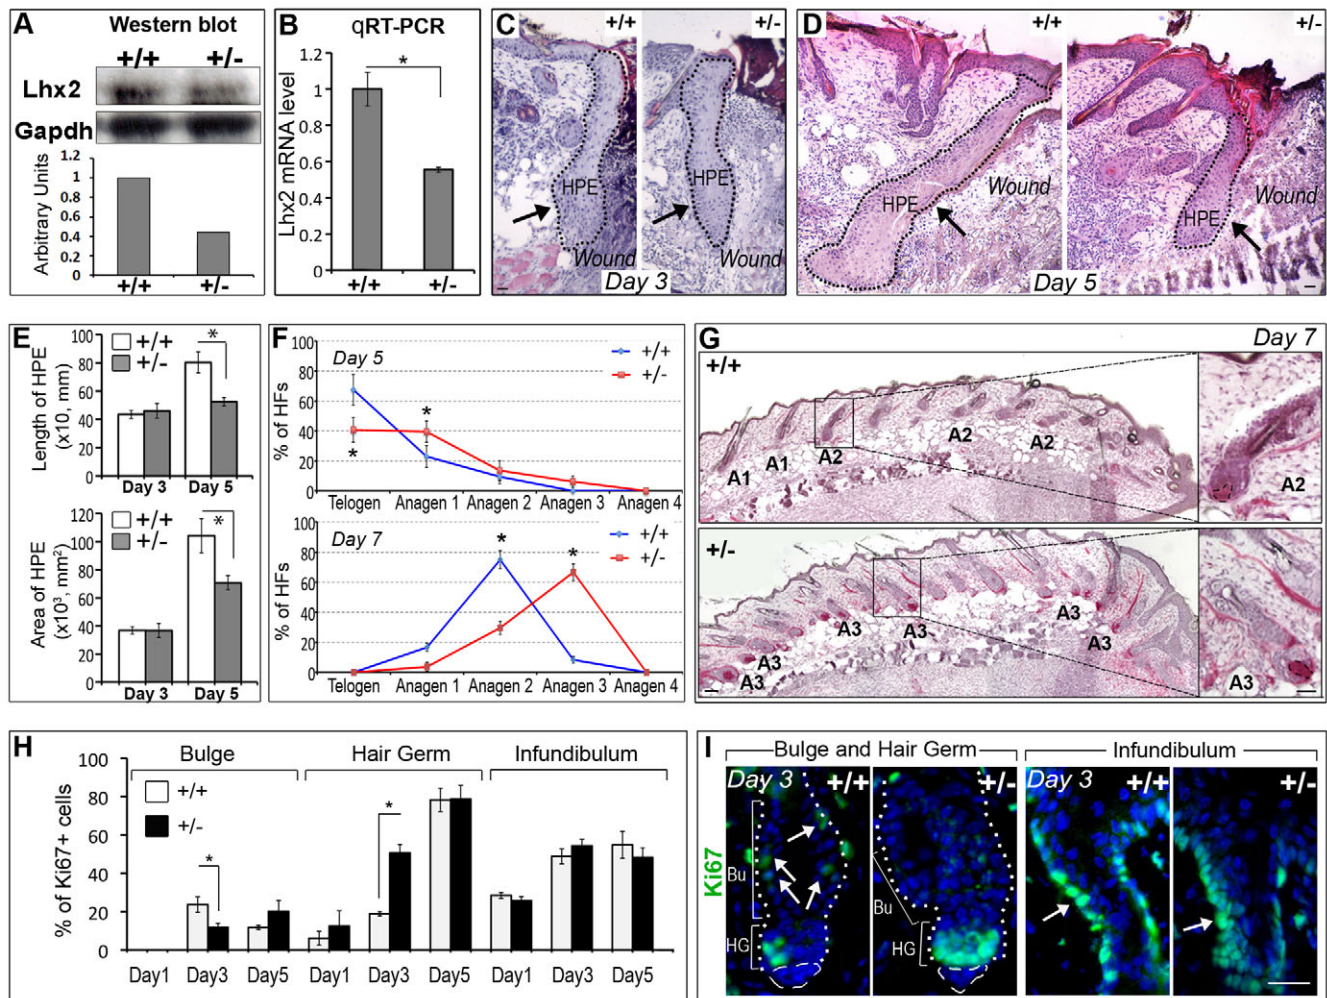 A
Western blot
+/+
+/-
Lhx2
Gapdh
Arbitrary Units
1.2
1
0.8
0.6
0.4
0.2
0
+/+
+/-
B
qRT-PCR
Lhx2 mRNA level
1.2
1
0.8
0.6
0.4
0.2
0
*
+/+
+/-
C
+/+
+/-
HPE
HPE
Wound
Wound
Day 3
D
+/+
+/-
HPE
Wound
HPE
Wound
Day 5
E
+/+
+/-
*
Length of HPE
(x10, mm)
100
80
60
40
80
60
0
Day 3
Day 5
+/+
+/-
*
Area of HPE
(x10³, mm²)
120
100
80
60
40
20
0
Day 3
Day 5
F
Day 5
+/+
+/-
% of HFs
100
80
60
40
20
0
*
*
Telogen
Anagen 1
Anagen 2
Anagen 3
Anagen 4
Day 7
+/+
+/-
% of HFs
100
80
60
40
20
0
*
*
Telogen
Anagen 1
Anagen 2
Anagen 3
Anagen 4
G
Day 7
+/+
A1
A1
A2
A2
A2
A2
+/-
A3
A3
A3
A3
A3
A3
A3
A3
H
Bulge
Hair Germ
Infundibulum
+/+
+/-
% of Ki67+ cells
100
80
60
40
20
0
*
*
Day1
Day3
Day5
Day1
Day3
Day5
Day1
Day3
Day5
I
Bulge and Hair Germ
Infundibulum
Ki67
Day 3
+/+
+/-
Day 3
+/+
+/-
Bu
HG
Bu
HG